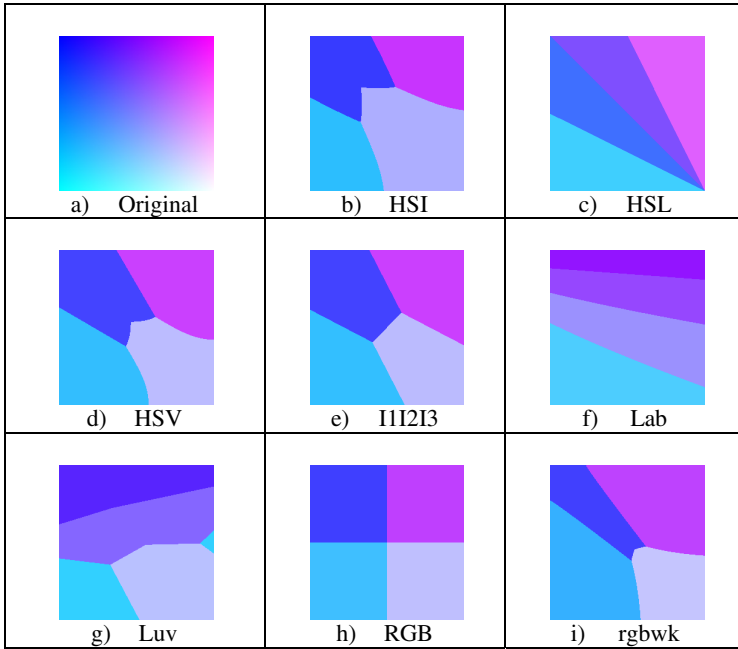 a) Original
b) HSI
c) HSL
d) HSV
e) I1I2I3
f) Lab
g) Luv
h) RGB
i) rgbwk